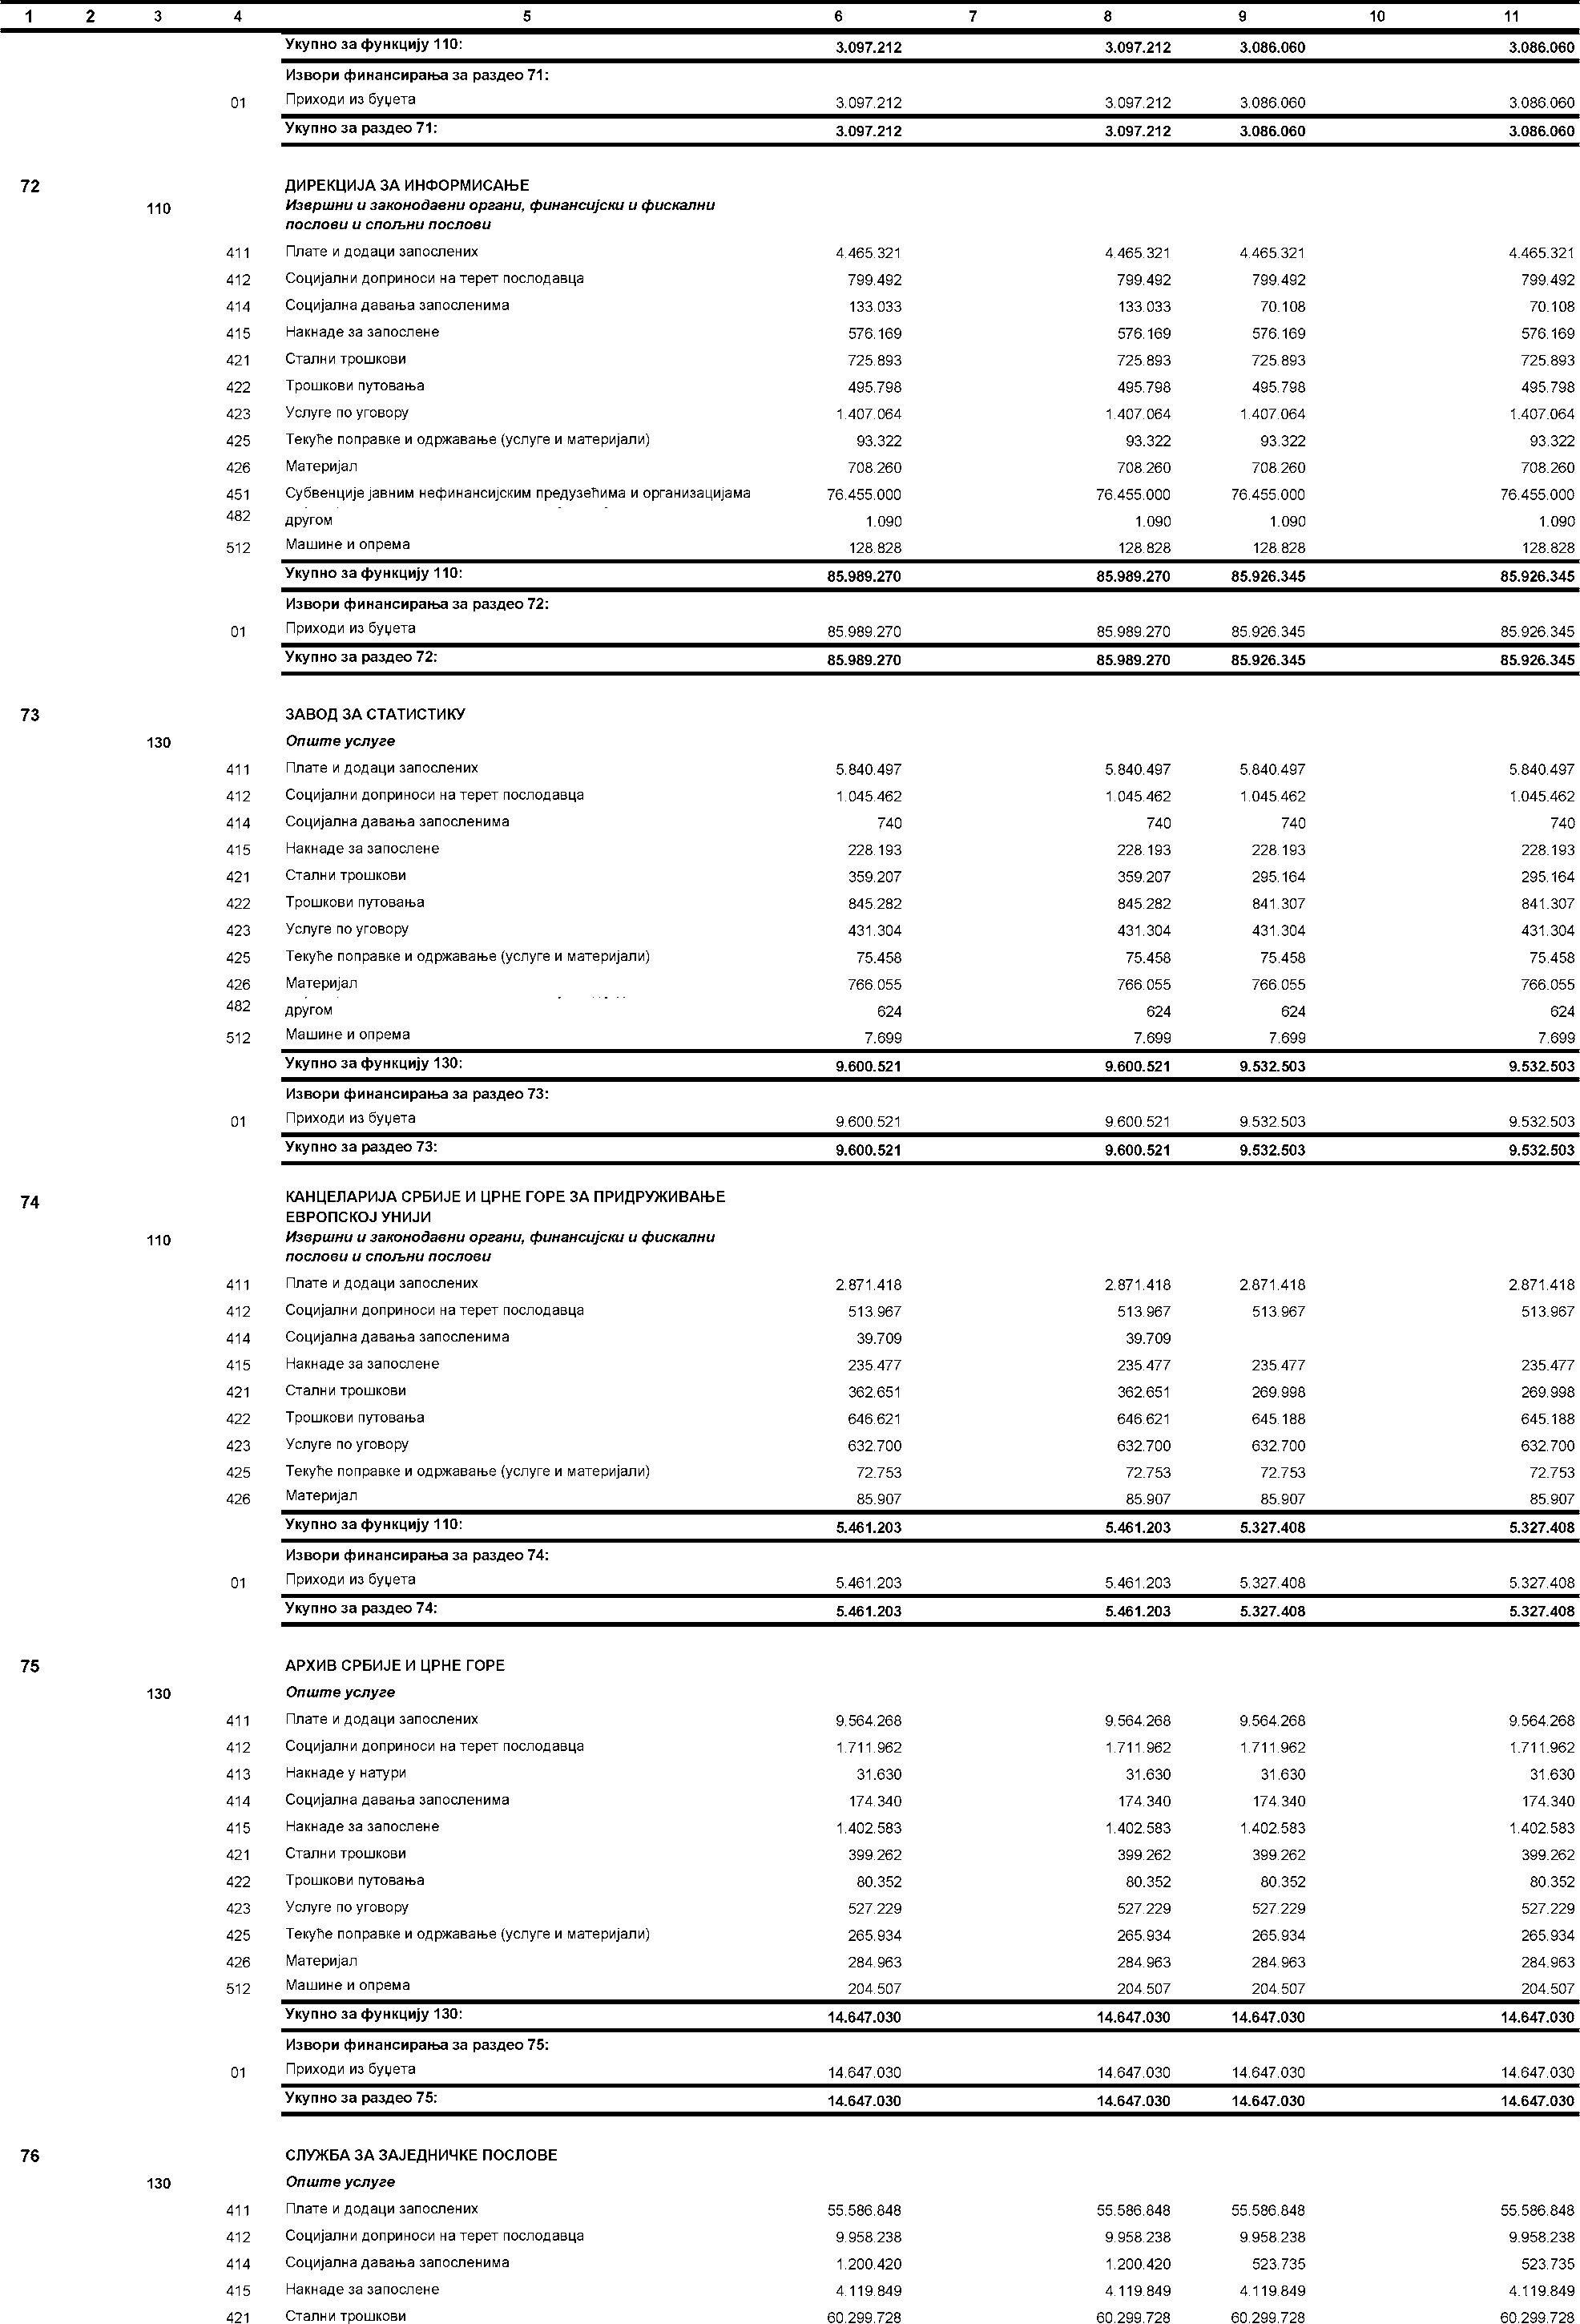 1 2 3 4 5 6 7 8 9 10 11
Укупно за функцију 110: 3.097.212 3.097.212 3.086.060 3.086.060
Извори финансирања за раздео 71:
01 Приходи из буџета 3.097.212 3.097.212 3.086.060 3.086.060
Укупно за раздео 71: 3.097.212 3.097.212 3.086.060 3.086.060
72 ДИРЕКЦИЈА ЗА ИНФОРМИСАЊЕ
110 Извршни и законодавни органи, финансијски и фискални
послови и спољни послови
411 Плате и додаци запослених 4.465.321 4.465.321 4.465.321 4.465.321
412 Социјални доприноси на терет послодавца 799.492 799.492 799.492 799.492
414 Социјална давања запосленима 133.033 133.033 70.108 70.108
415 Накнаде за запослене 576.169 576.169 576.169 576.169
421 Стални трошкови 725.893 725.893 725.893 725.893
422 Трошкови путовања 495.798 495.798 495.798 495.798
423 Услуге по уговору 1.407.064 1.407.064 1.407.064 1.407.064
425 Текуће поправке и одржавање (услуге и материјали) 93.322 93.322 93.322 93.322
426 Материјал 708.260 708.260 708.260 708.260
451 Субвенције јавним нефинансијским предузећима и организацијама 76.455.000 76.455.000 76.455.000 76.455.000
482 другом 1.090 1.090 1.090 1.090
512 Машине и опрема 128.828 128.828 128.828 128.828
Укупно за функцију 110: 85.989.270 85.989.270 85.926.345 85.926.345
Извори финансирања за раздео 72:
01 Приходи из буџета 85.989.270 85.989.270 85.926.345 85.926.345
Укупно за раздео 72: 85.989.270 85.989.270 85.926.345 85.926.345
73 ЗАВОД ЗА СТАТИСТИКУ
130 Опште услуге
411 Плате и додаци запослених 5.840.497 5.840.497 5.840.497 5.840.497
412 Социјални доприноси на терет послодавца 1.045.462 1.045.462 1.045.462 1.045.462
414 Социјална давања запосленима 740 740 740 740
415 Накнаде за запослене 228.193 228.193 228.193 228.193
421 Стални трошкови 359.207 359.207 295.164 295.164
422 Трошкови путовања 845.282 845.282 841.307 841.307
423 Услуге по уговору 431.304 431.304 431.304 431.304
425 Текуће поправке и одржавање (услуге и материјали) 75.458 75.458 75.458 75.458
426 Материјал 766.055 766.055 766.055 766.055
482 другом 624 624 624 624
512 Машине и опрема 7.699 7.699 7.699 7.699
Укупно за функцију 130: 9.600.521 9.600.521 9.532.503 9.532.503
Извори финансирања за раздео 73:
01 Приходи из буџета 9.600.521 9.600.521 9.532.503 9.532.503
Укупно за раздео 73: 9.600.521 9.600.521 9.532.503 9.532.503
74 КАНЦЕЛАРИЈА СРБИЈЕ И ЦРНЕ ГОРЕ ЗА ПРИДРУЖИВАЊЕ
ЕВРОПСКОЈ УНИЈИ
110 Извршни и законодавни органи, финансијски и фискални
послови и спољни послови
411 Плате и додаци запослених 2.871.418 2.871.418 2.871.418 2.871.418
412 Социјални доприноси на терет послодавца 513.967 513.967 513.967 513.967
414 Социјална давања запосленима 39.709 39.709
415 Накнаде за запослене 235.477 235.477 235.477 235.477
421 Стални трошкови 362.651 362.651 269.998 269.998
422 Трошкови путовања 646.621 646.621 645.188 645.188
423 Услуге по уговору 632.700 632.700 632.700 632.700
425 Текуће поправке и одржавање (услуге и материјали) 72.753 72.753 72.753 72.753
426 Материјал 85.907 85.907 85.907 85.907
Укупно за функцију 110: 5.461.203 5.461.203 5.327.408 5.327.408
Извори финансирања за раздео 74:
01 Приходи из буџета 5.461.203 5.461.203 5.327.408 5.327.408
Укупно за раздео 74: 5.461.203 5.461.203 5.327.408 5.327.408
75 АРХИВ СРБИЈЕ И ЦРНЕ ГОРЕ
130 Опште услуге
411 Плате и додаци запослених 9.564.268 9.564.268 9.564.268 9.564.268
412 Социјални доприноси на терет послодавца 1.711.962 1.711.962 1.711.962 1.711.962
413 Накнаде у натури 31.630 31.630 31.630 31.630
414 Социјална давања запосленима 174.340 174.340 174.340 174.340
415 Накнаде за запослене 1.402.583 1.402.583 1.402.583 1.402.583
421 Стални трошкови 399.262 399.262 399.262 399.262
422 Трошкови путовања 80.352 80.352 80.352 80.352
423 Услуге по уговору 527.229 527.229 527.229 527.229
425 Текуће поправке и одржавање (услуге и материјали) 265.934 265.934 265.934 265.934
426 Материјал 284.963 284.963 284.963 284.963
512 Машине и опрема 204.507 204.507 204.507 204.507
Укупно за функцију 130: 14.647.030 14.647.030 14.647.030 14.647.030
Извори финансирања за раздео 75:
01 Приходи из буџета 14.647.030 14.647.030 14.647.030 14.647.030
Укупно за раздео 75: 14.647.030 14.647.030 14.647.030 14.647.030
76 СЛУЖБА ЗА ЗАЈЕДНИЧКЕ ПОСЛОВЕ
130 Опште услуге
411 Плате и додаци запослених 55.586.848 55.586.848 55.586.848 55.586.848
412 Социјални доприноси на терет послодавца 9.958.238 9.958.238 9.958.238 9.958.238
414 Социјална давања запосленима 1.200.420 1.200.420 523.735 523.735
415 Накнаде за запослене 4.119.849 4.119.849 4.119.849 4.119.849
421 Стални трошкови 60.299.728 60.299.728 60.299.728 60.299.728